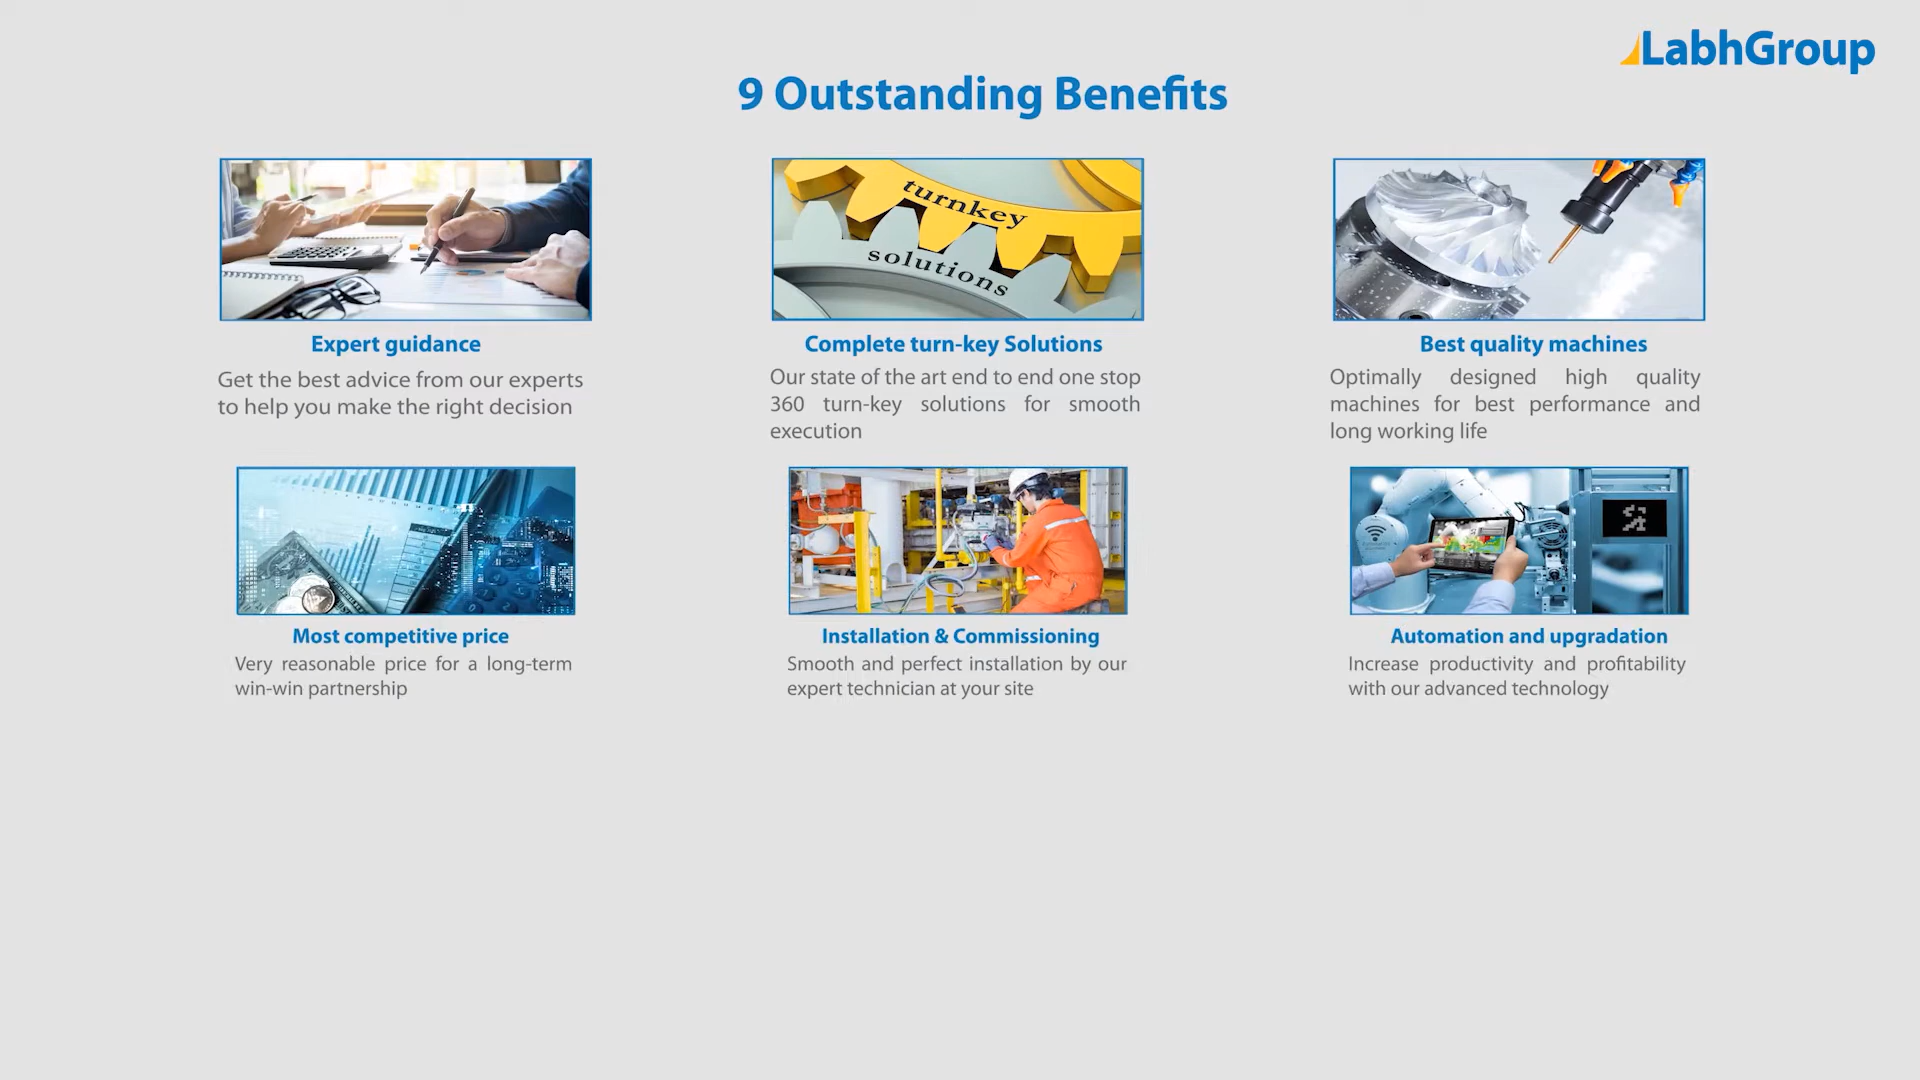 LabhGroup
9 Outstanding Benefits
turnkey
solutions
Expert guidance
Get the best advice from our experts
to help you make the right decision
Complete turn-key Solutions
Our state of the art end to end one stop
360 turn-key solutions for smooth
execution
Best quality machines
Optimally designed high quality
machines for best performance and
long working life
Most competitive price
Very reasonable price for a long-term
win-win partnership
Installation & Commissioning
Smooth and perfect installation by our
expert technician at your site
Automation and upgradation
Increase productivity and profitability
with our advanced technology